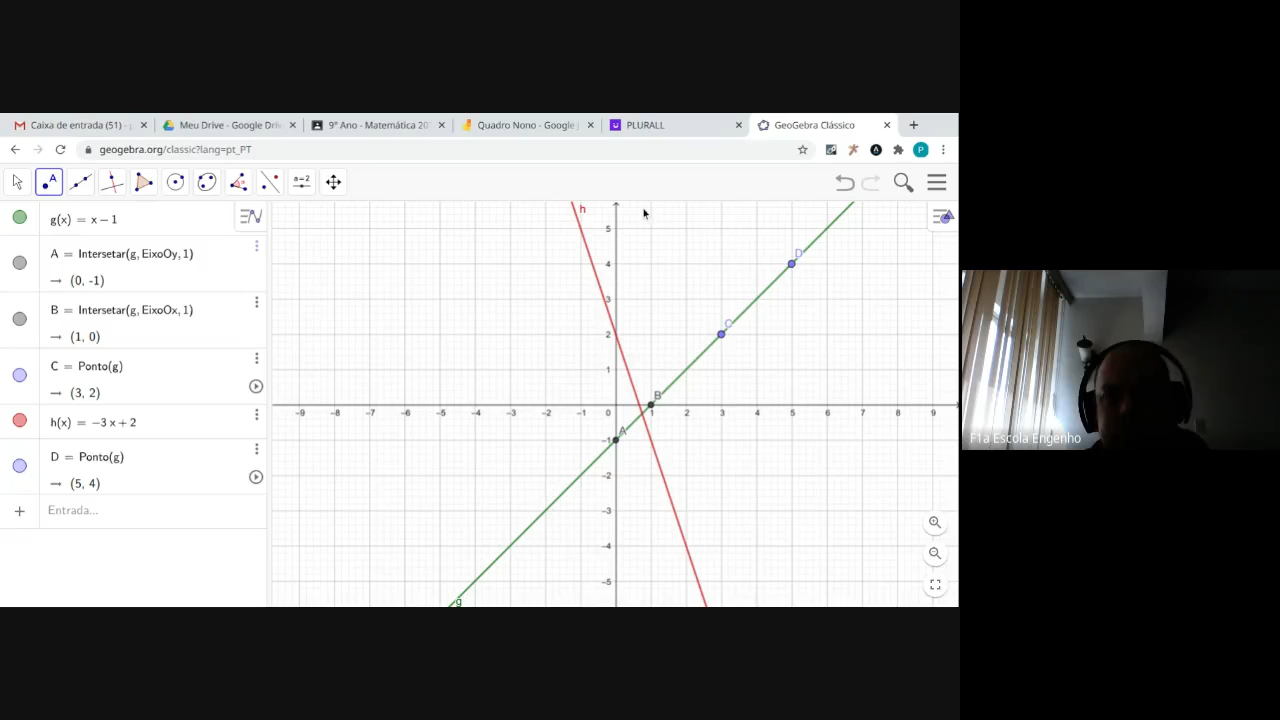 Caixa de entrada (51) -
Meu Drive - Google Driv
9º Ano - Matemática 20
Quadro Nono - Google J
PLURALL
GeoGebra Clássico
geogebra.org/classic?lang=pt_PT
P
A
a=2
g(x) = x − 1
A = Intersetar(g, EixoOy, 1)
→ (0, -1)
B = Intersetar(g, EixoOx, 1)
→ (1, 0)
C = Ponto(g)
→ (3, 2)
h(x) = −3 x + 2
D = Ponto(g)
→ (5, 4)
Entrada...
h
5
D
4
3
C
2
1
B
−9 −8 −7 −6 −5 −4 −3 −2 −1 0 1 2 3 4 5 6 7 8 9
A
−1
−2
−3
−4
−5
g
F1a Escola Engenho